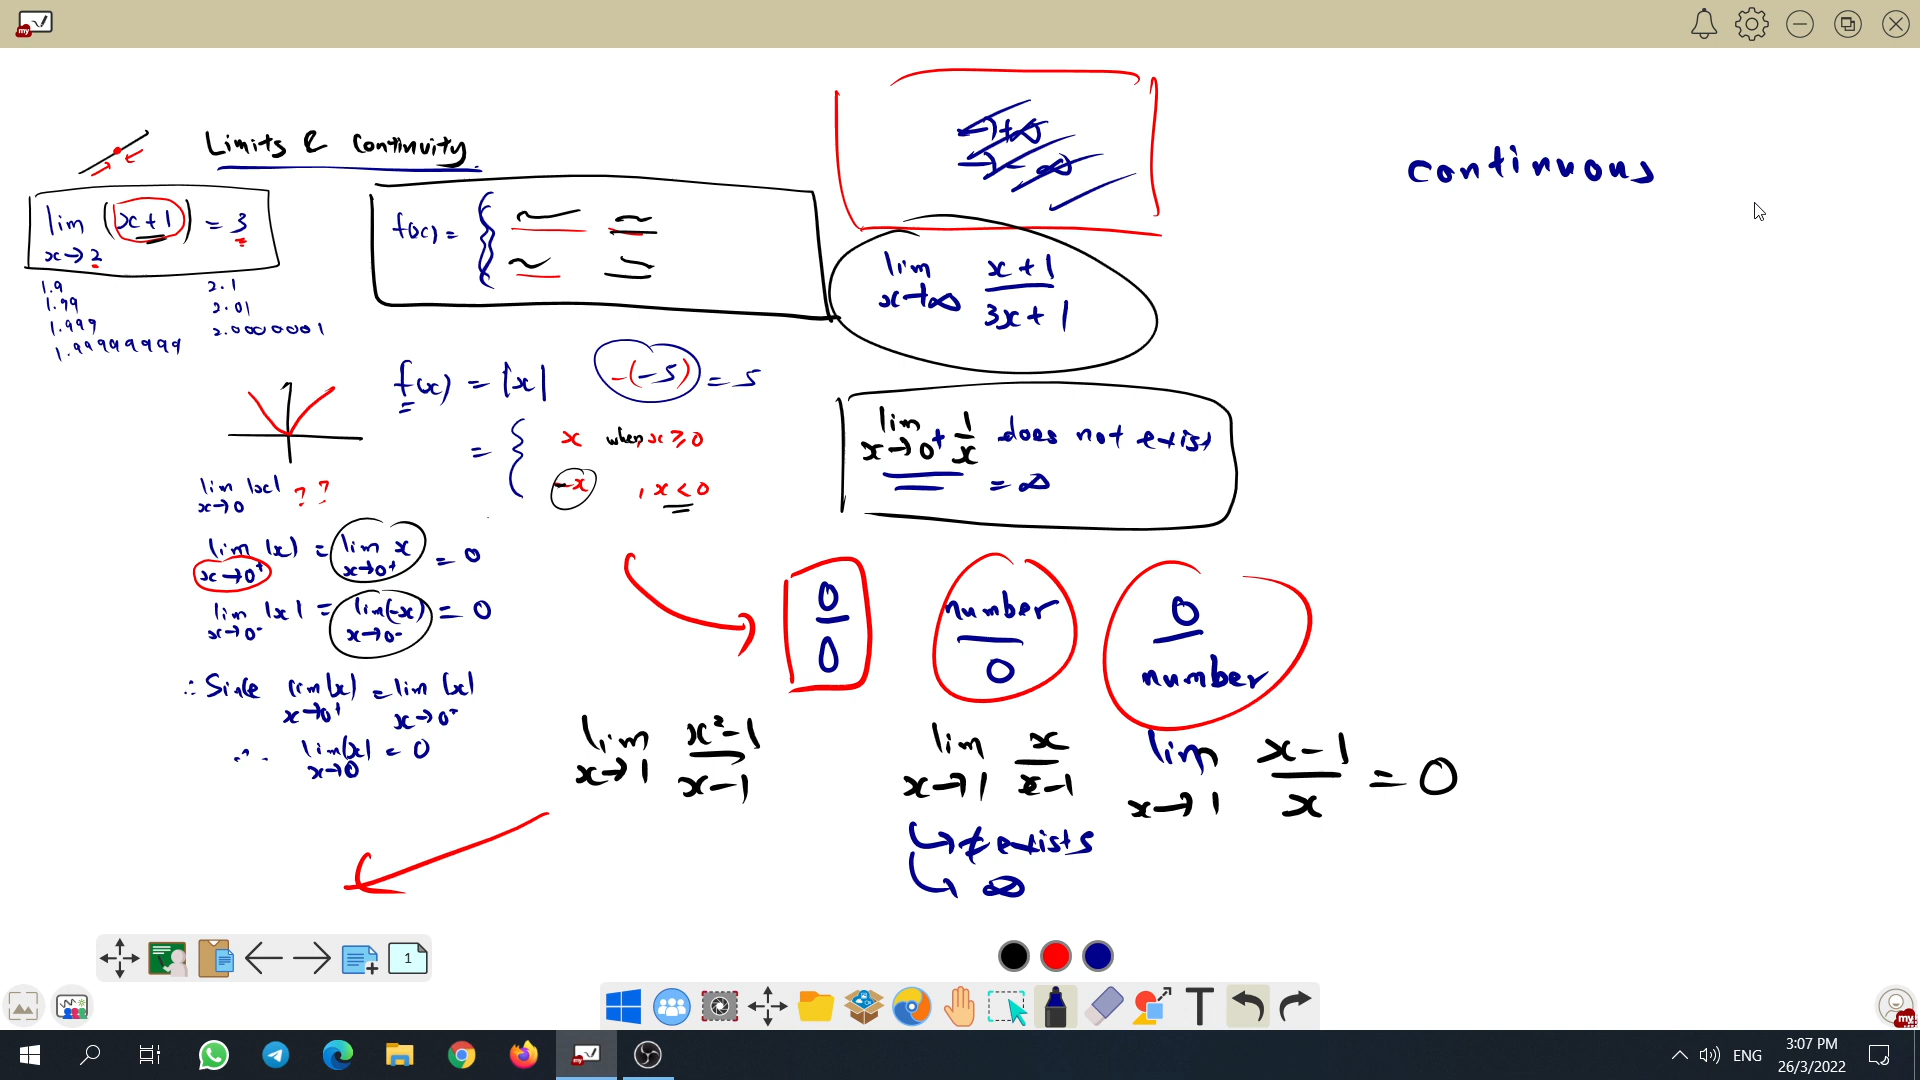 Limits & Continuity
lim (x+1) = 3
x→2
1.9
1.99
1.999
1.99999999
2.1
2.01
2.0000001
f(x) = {
f(x) = |x|
-(-5) = 5
= {
x when x ≥ 0
-x , x < 0
lim |x| ? ?
x→0
lim |x| = lim x = 0
x→0⁺ x→0⁺
lim |x| = lim(-x) = 0
x→0⁻ x→0⁻
∴ Since lim|x| = lim |x|
x→0⁺ x→0⁻
∴ lim|x| = 0
x→0
→+∞
→-∞
lim x+1
x→∞ 3x+1
lim 1
x→0⁺ x does not exist
= ∞
0
0
number
0
0
number
lim x²-1
x→1 x-1
lim x
x→1 x-1
↳ ≠ exists
↳ ∞
lim x-1
x→1 x = 0
continuous
1
my
my
ENG
3:07 PM
26/3/2022